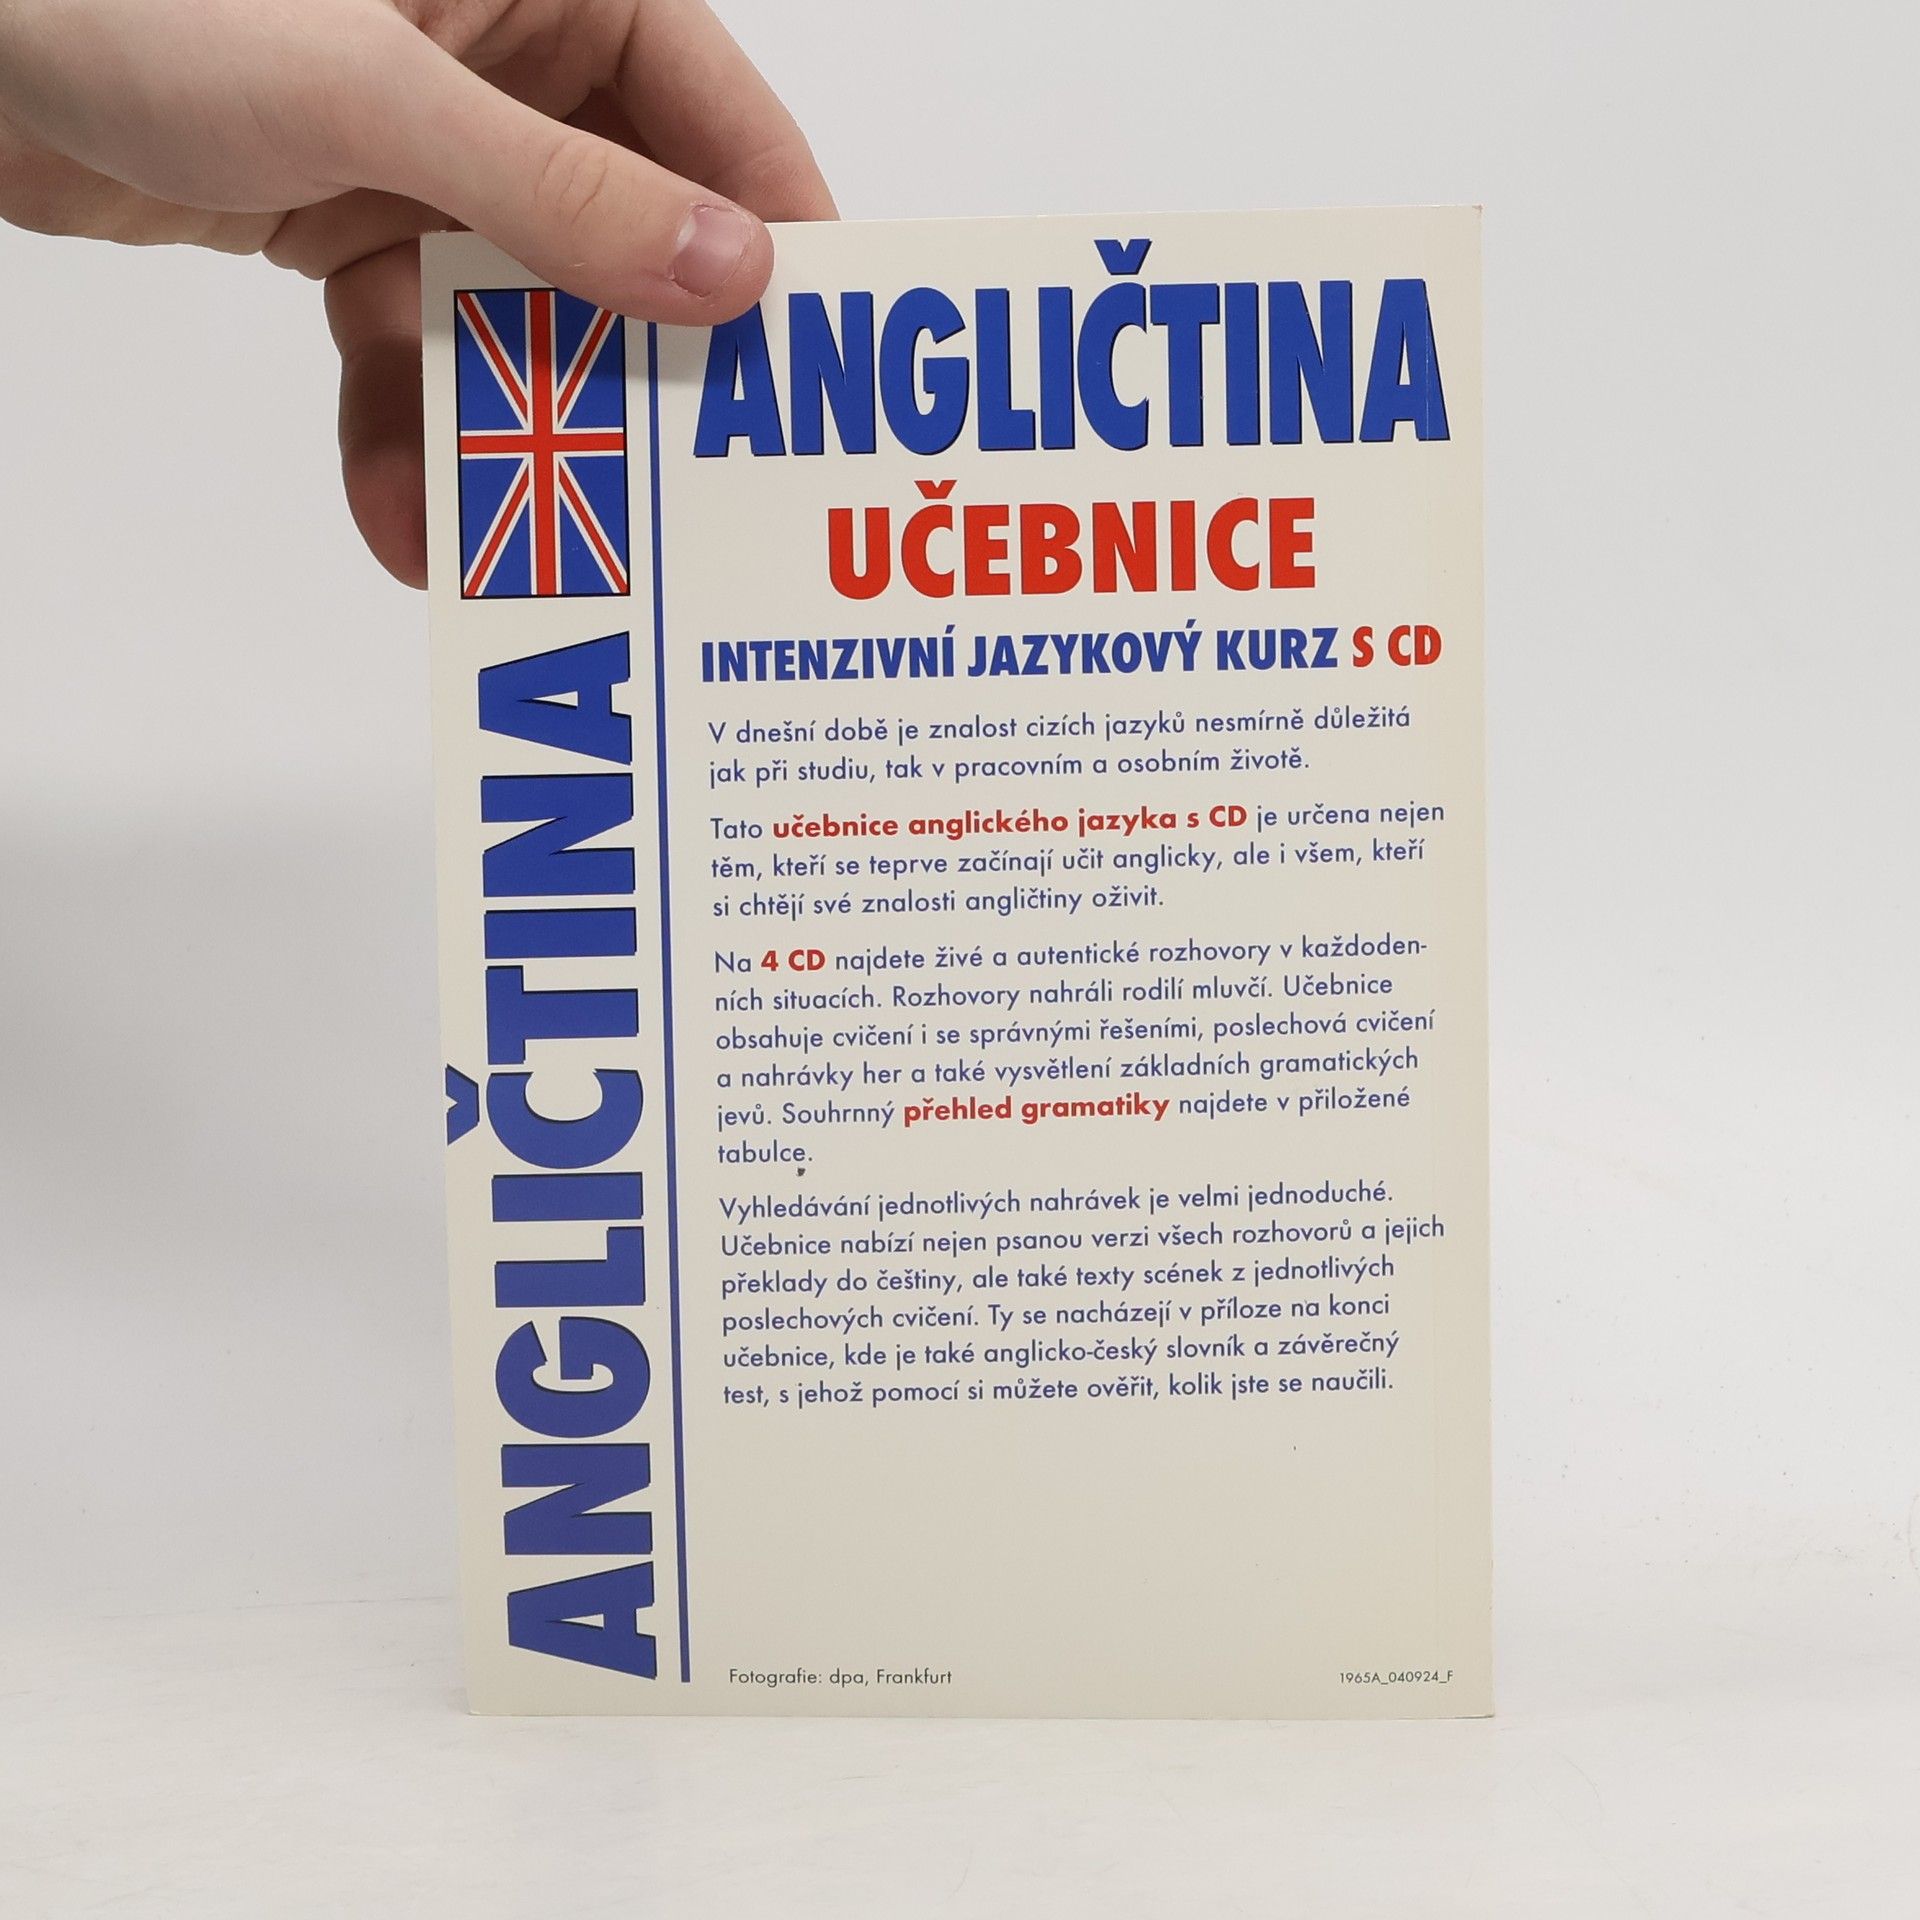 ANGLIČTINA
ANGLIČTINA
UČEBNICE
INTENZIVNÍ JAZYKOVÝ KURZ S CD
V dnešní době je znalost cizích jazyků nesmírně důležitá
jak při studiu, tak v pracovním a osobním životě.
Tato učebnice anglického jazyka s CD je určena nejen
těm, kteří se teprve začínají učit anglicky, ale i všem, kteří
si chtějí své znalosti angličtiny oživit.
Na 4 CD najdete živé a autentické rozhovory v každoden-
ních situacích. Rozhovory nahráli rodilí mluvčí. Učebnice
obsahuje cvičení i se správnými řešeními, poslechová cvičení
a nahrávky her a také vysvětlení základních gramatických
jevů. Souhrnný přehled gramatiky najdete v přiložené
tabulce.
Vyhledávání jednotlivých nahrávek je velmi jednoduché.
Učebnice nabízí nejen psanou verzi všech rozhovorů a jejich
překlady do češtiny, ale také texty scének z jednotlivých
poslechových cvičení. Ty se nacházejí v příloze na konci
učebnice, kde je také anglicko-český slovník a závěrečný
test, s jehož pomocí si můžete ověřit, kolik jste se naučili.
Fotografie: dpa, Frankfurt
1965A_040924_F